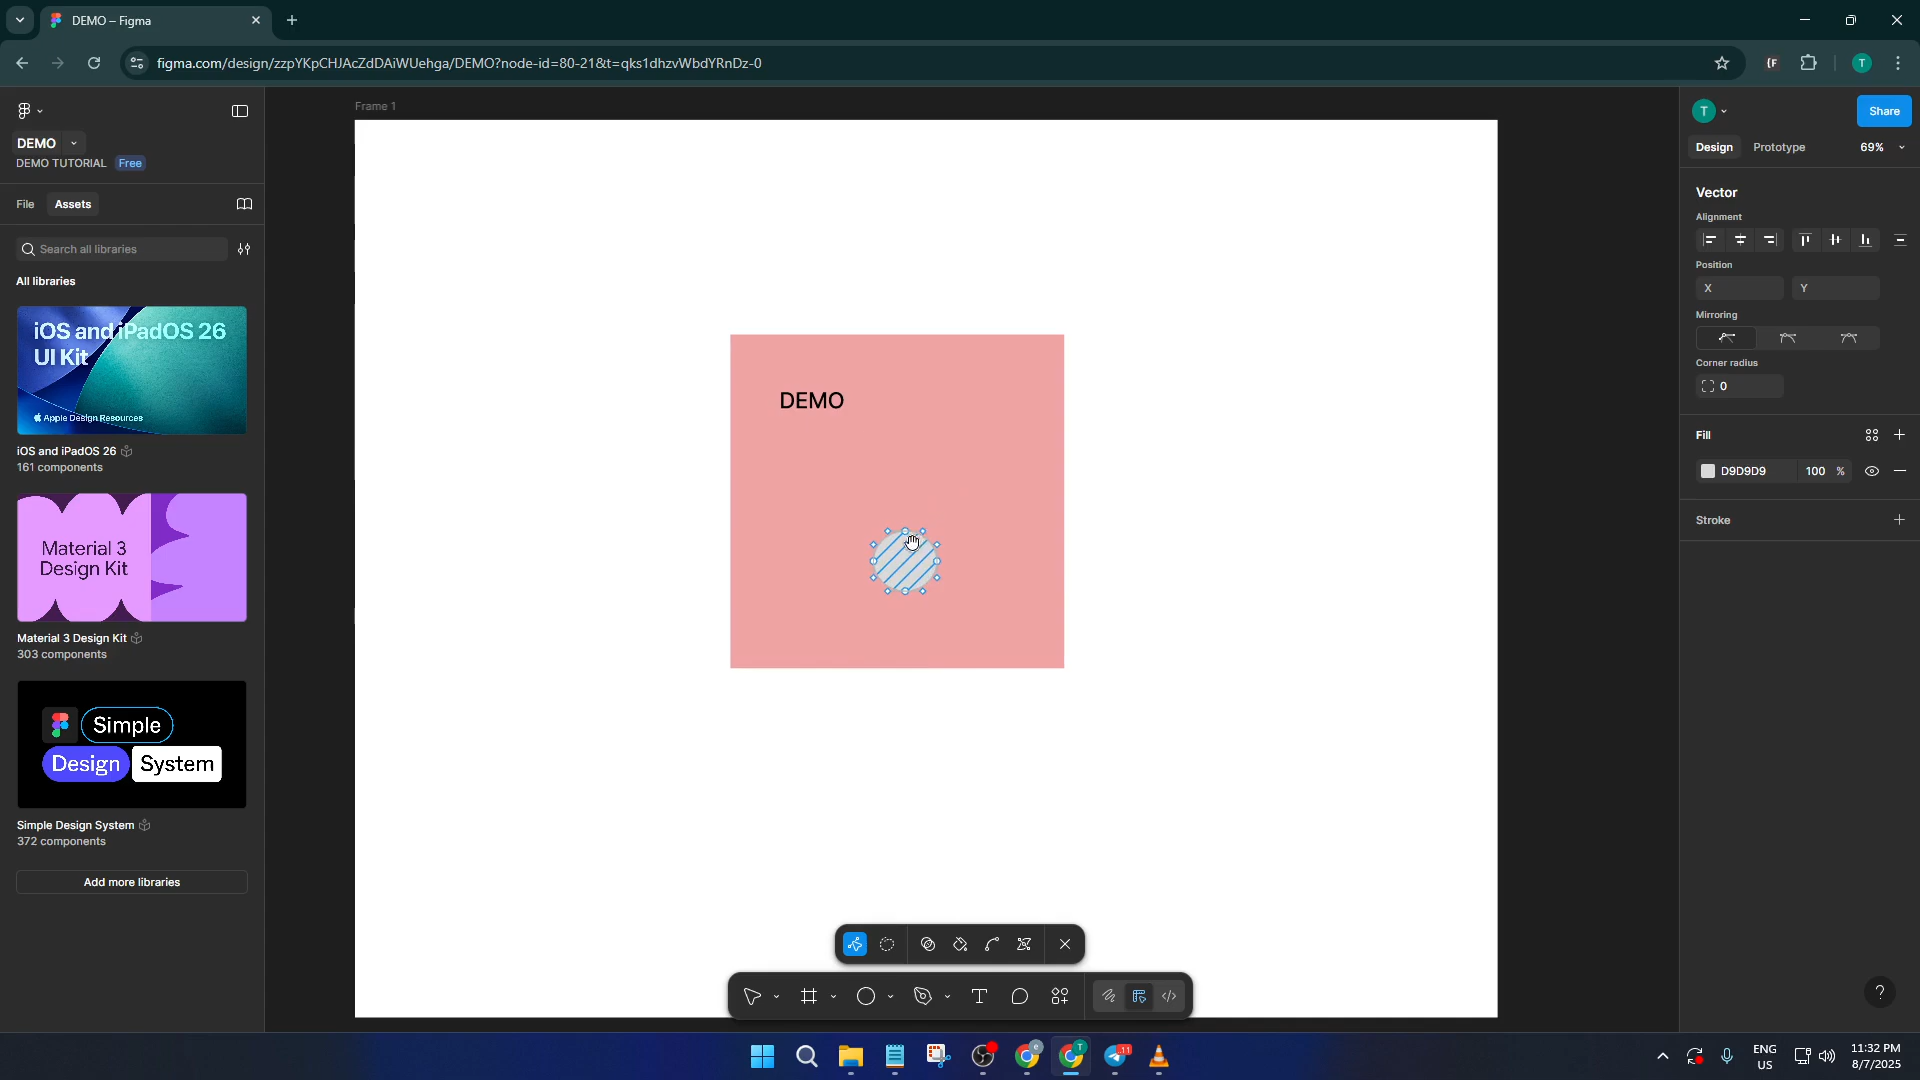 DEMO – Figma
figma.com/design/zzpYKpCHJAcZdDAiWUehga/DEMO?node-id=80-21&t=qks1dhzvWbdYRnDz-0
T
DEMO
DEMO TUTORIAL Free
File Assets
Search all libraries
All libraries
iOS and iPadOS 26
UI Kit
Apple Design Resources
iOS and iPadOS 26
161 components
Material 3
Design Kit
Material 3 Design Kit
303 components
Simple
Design System
Simple Design System
372 components
Add more libraries
Frame 1
DEMO
T
Share
Design Prototype 69%
Vector
Alignment
Position
X Y
Mirroring
Corner radius
0
Fill
D9D9D9 100 %
Stroke
?
T
e
T
11
ENG
US
11:32 PM
8/7/2025